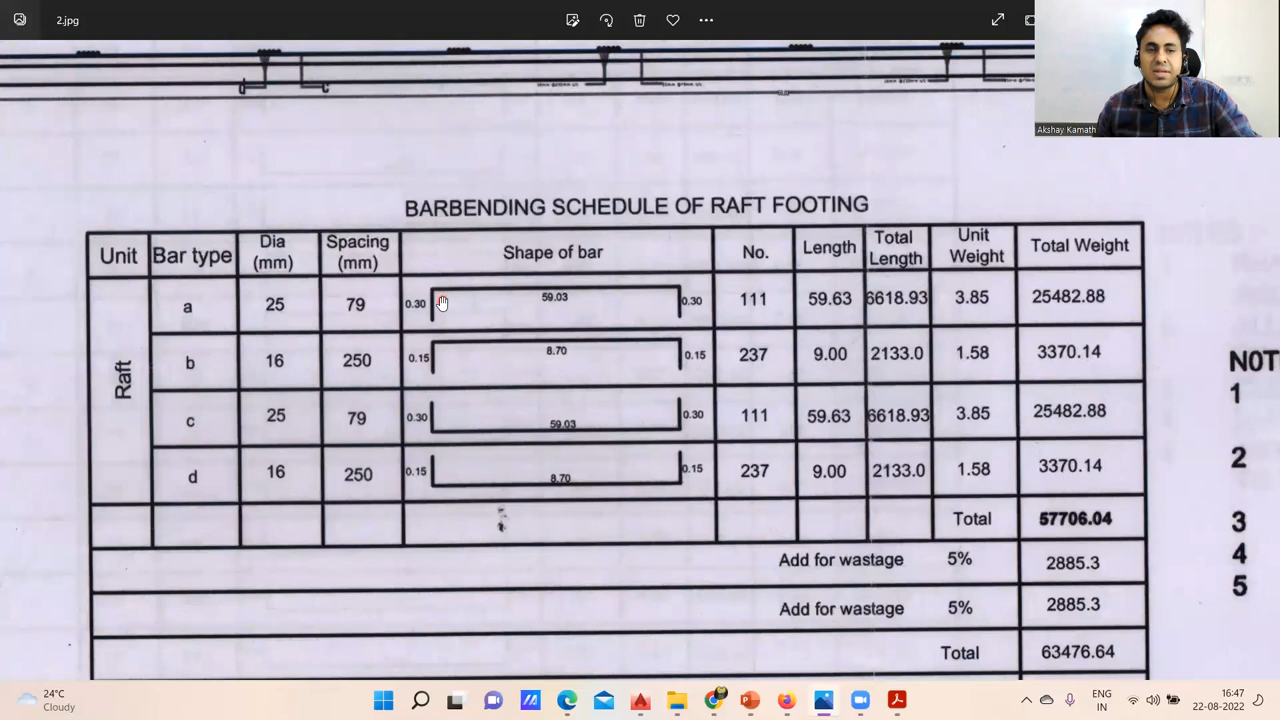 2.jpg
Akshay Kamath
BARBENDING SCHEDULE OF RAFT FOOTING
Unit Bar type Dia (mm) Spacing (mm) Shape of bar No. Length Total Length Unit Weight Total Weight
Raft
a 25 79 0.30 59.03 0.30 111 59.63 6618.93 3.85 25482.88
b 16 250 0.15 8.70 0.15 237 9.00 2133.0 1.58 3370.14
c 25 79 0.30 59.03 0.30 111 59.63 6618.93 3.85 25482.88
d 16 250 0.15 8.70 0.15 237 9.00 2133.0 1.58 3370.14
Total 57706.04
Add for wastage 5% 2885.3
Add for wastage 5% 2885.3
Total 63476.64
N0T
1
2
3
4
5
24°C
Cloudy
ENG
IN
16:47
22-08-2022